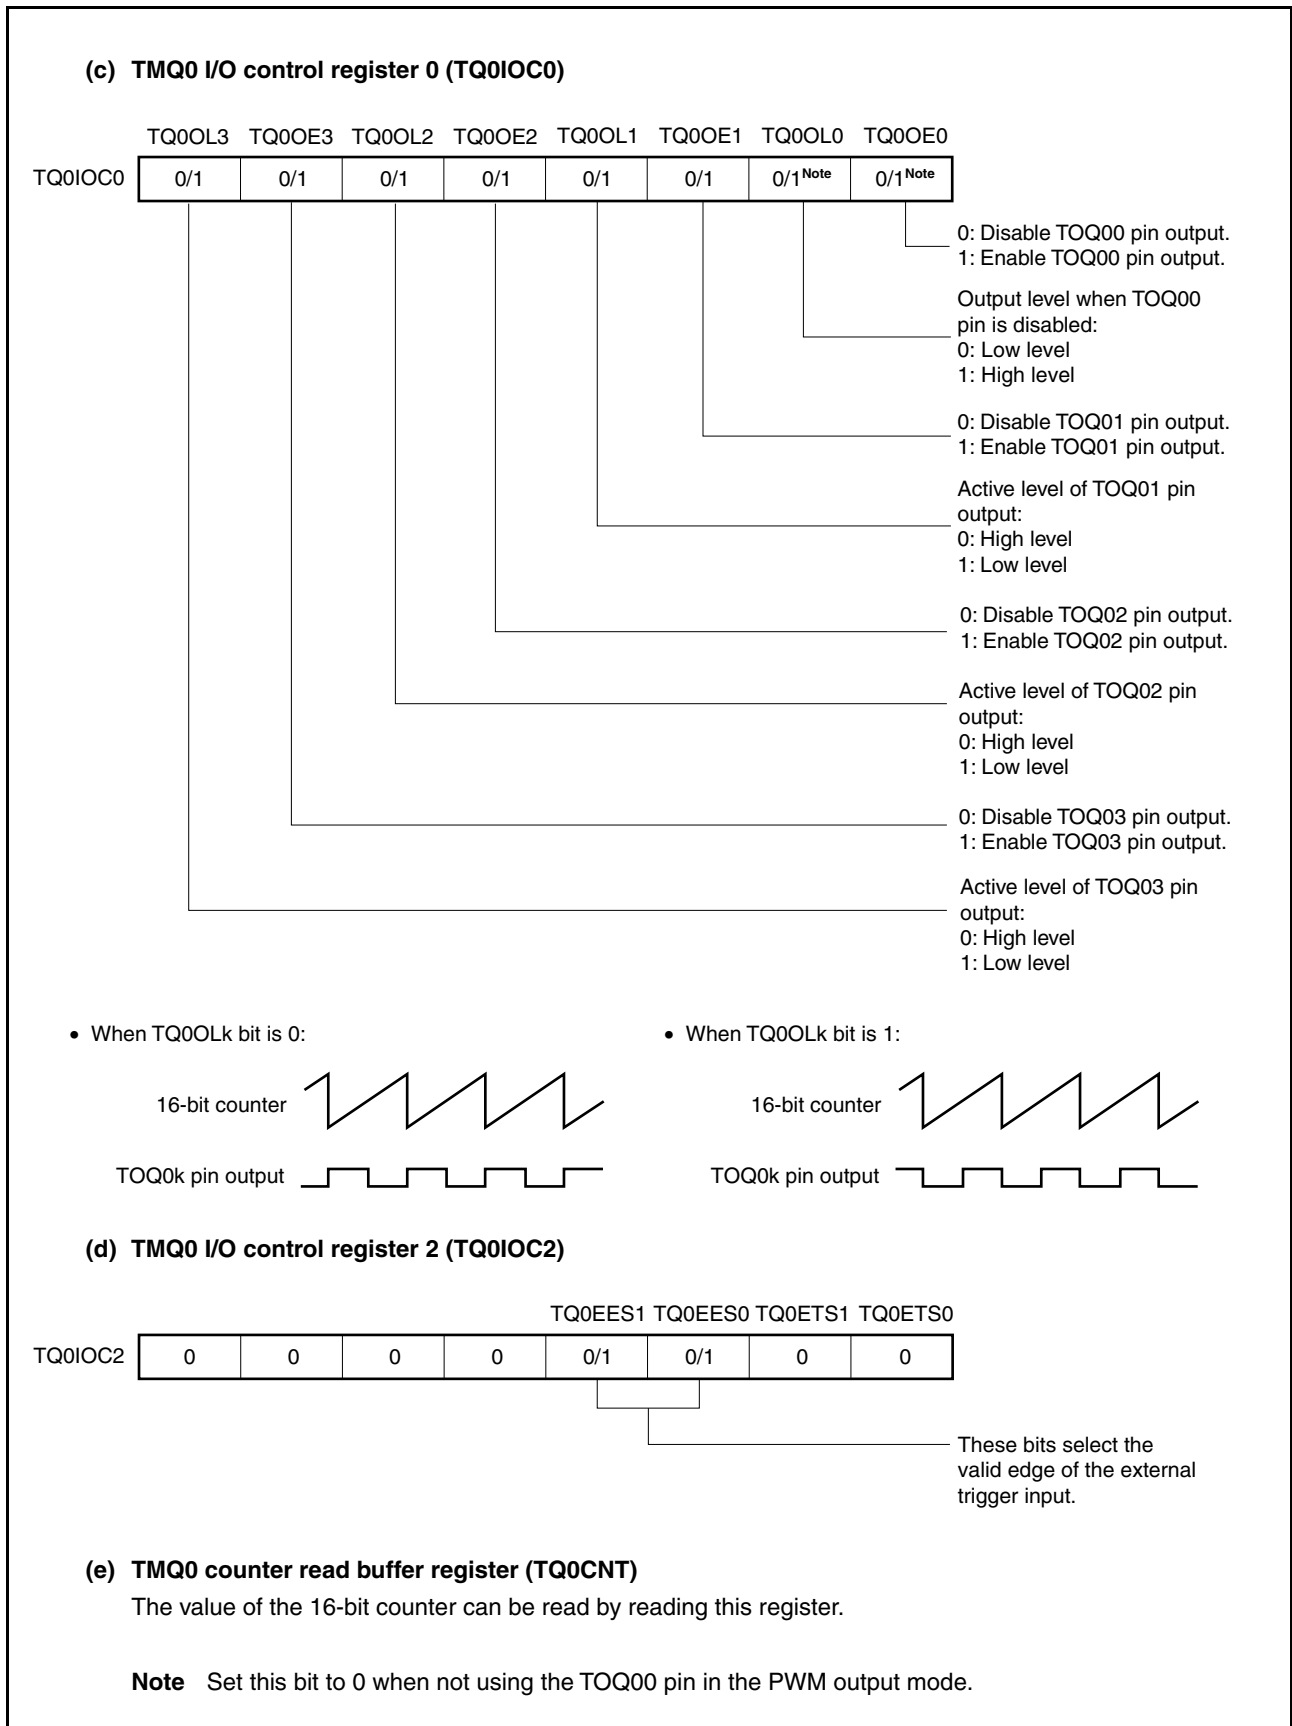 (c) TMQ0 I/O control register 0 (TQ0IOC0)
TQ0OL3 TQ0OE3 TQ0OL2 TQ0OE2 TQ0OL1 TQ0OE1 TQ0OL0 TQ0OE0
TQ0IOC0 0/1 0/1 0/1 0/1 0/1 0/1 0/1Note 0/1Note
0: Disable TOQ00 pin output.
1: Enable TOQ00 pin output.
Output level when TOQ00
pin is disabled:
0: Low level
1: High level
0: Disable TOQ01 pin output.
1: Enable TOQ01 pin output.
Active level of TOQ01 pin
output:
0: High level
1: Low level
0: Disable TOQ02 pin output.
1: Enable TOQ02 pin output.
Active level of TOQ02 pin
output:
0: High level
1: Low level
0: Disable TOQ03 pin output.
1: Enable TOQ03 pin output.
Active level of TOQ03 pin
output:
0: High level
1: Low level
• When TQ0OLk bit is 0:
16-bit counter
TOQ0k pin output
• When TQ0OLk bit is 1:
16-bit counter
TOQ0k pin output
(d) TMQ0 I/O control register 2 (TQ0IOC2)
TQ0EES1 TQ0EES0 TQ0ETS1 TQ0ETS0
TQ0IOC2 0 0 0 0 0/1 0/1 0 0
These bits select the
valid edge of the external
trigger input.
(e) TMQ0 counter read buffer register (TQ0CNT)
The value of the 16-bit counter can be read by reading this register.
Note Set this bit to 0 when not using the TOQ00 pin in the PWM output mode.